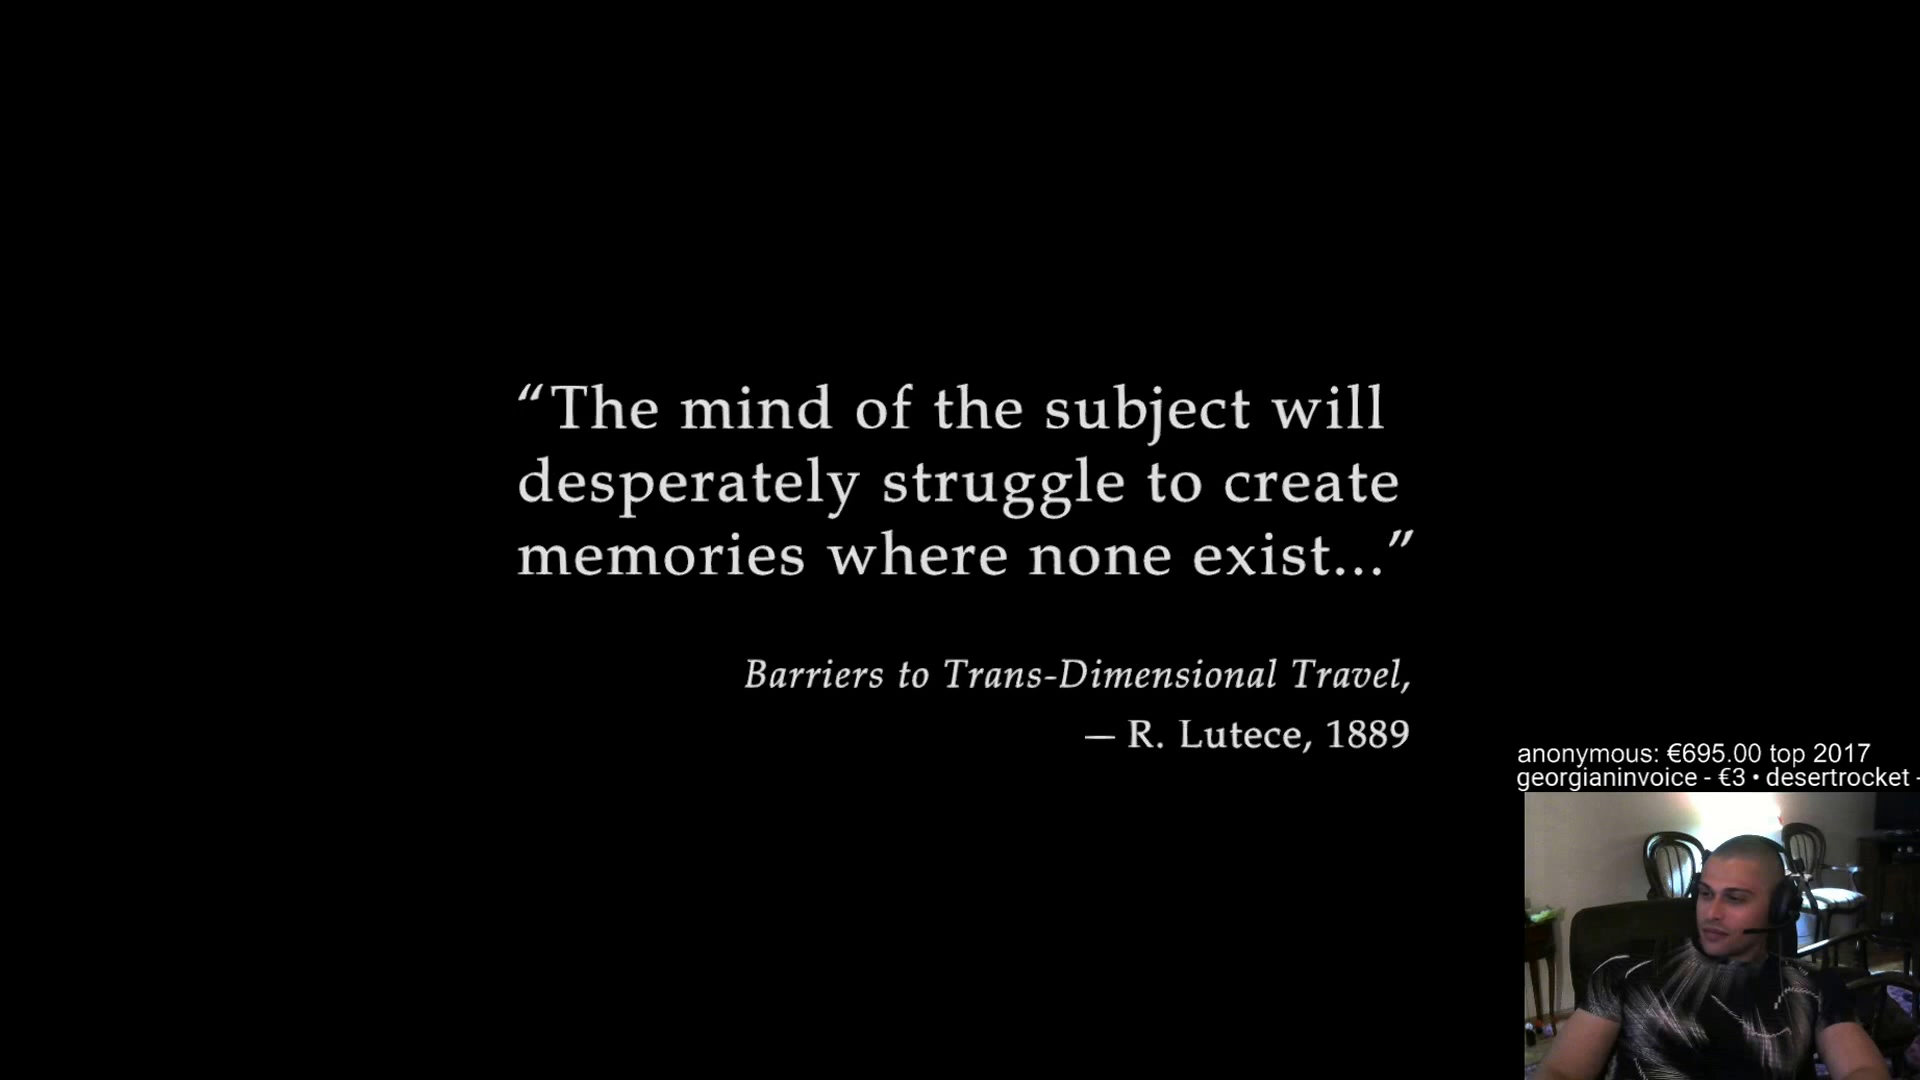 “The mind of the subject will
desperately struggle to create
memories where none exist...”
Barriers to Trans-Dimensional Travel,
— R. Lutece, 1889
anonymous: €695.00 top 2017
georgianinvoice - €3 • desertrocket -